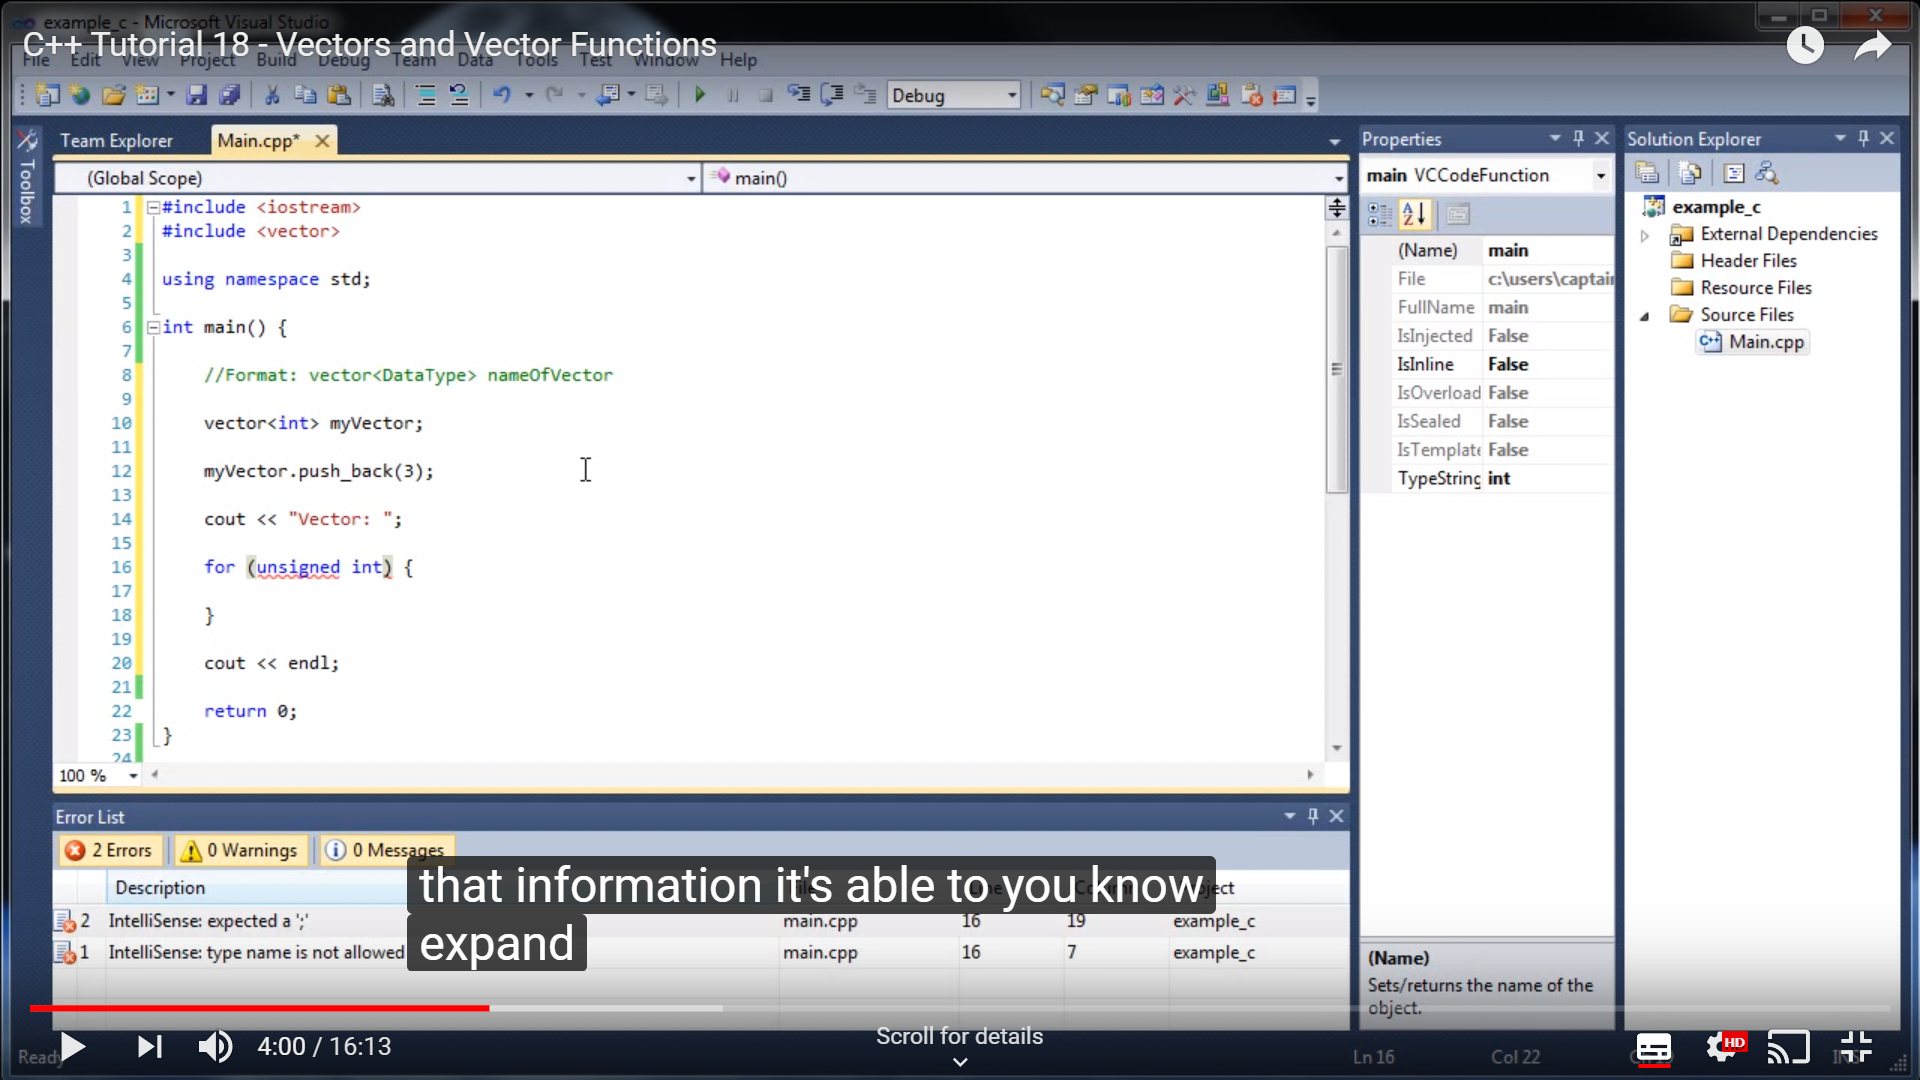 example_c - Microsoft Visual Studio
C++ Tutorial 18 - Vectors and Vector Functions
File Edit View Project Build Debug Team Data Tools Test Window Help
Debug
Toolbox
Team Explorer
Main.cpp*
(Global Scope)
main()
1 #include <iostream>
2 #include <vector>
3
4 using namespace std;
5
6 int main() {
7
8 //Format: vector<DataType> nameOfVector
9
10 vector<int> myVector;
11
12 myVector.push_back(3);
13
14 cout << "Vector: ";
15
16 for (unsigned int) {
17
18 }
19
20 cout << endl;
21
22 return 0;
23 }
24
100 %
Properties
main VCCodeFunction
(Name) main
File c:\users\captain
FullName main
IsInjected False
IsInline False
IsOverload False
IsSealed False
IsTemplate False
TypeString int
(Name)
Sets/returns the name of the
object.
Solution Explorer
example_c
External Dependencies
Header Files
Resource Files
Source Files
Main.cpp
Error List
2 Errors
0 Warnings
0 Messages
Description
2 IntelliSense: expected a ';' main.cpp 16 19 example_c
1 IntelliSense: type name is not allowed main.cpp 16 7 example_c
that information it's able to you know
expand
4:00 / 16:13
Scroll for details
HD
Ready
Ln 16
Col 22